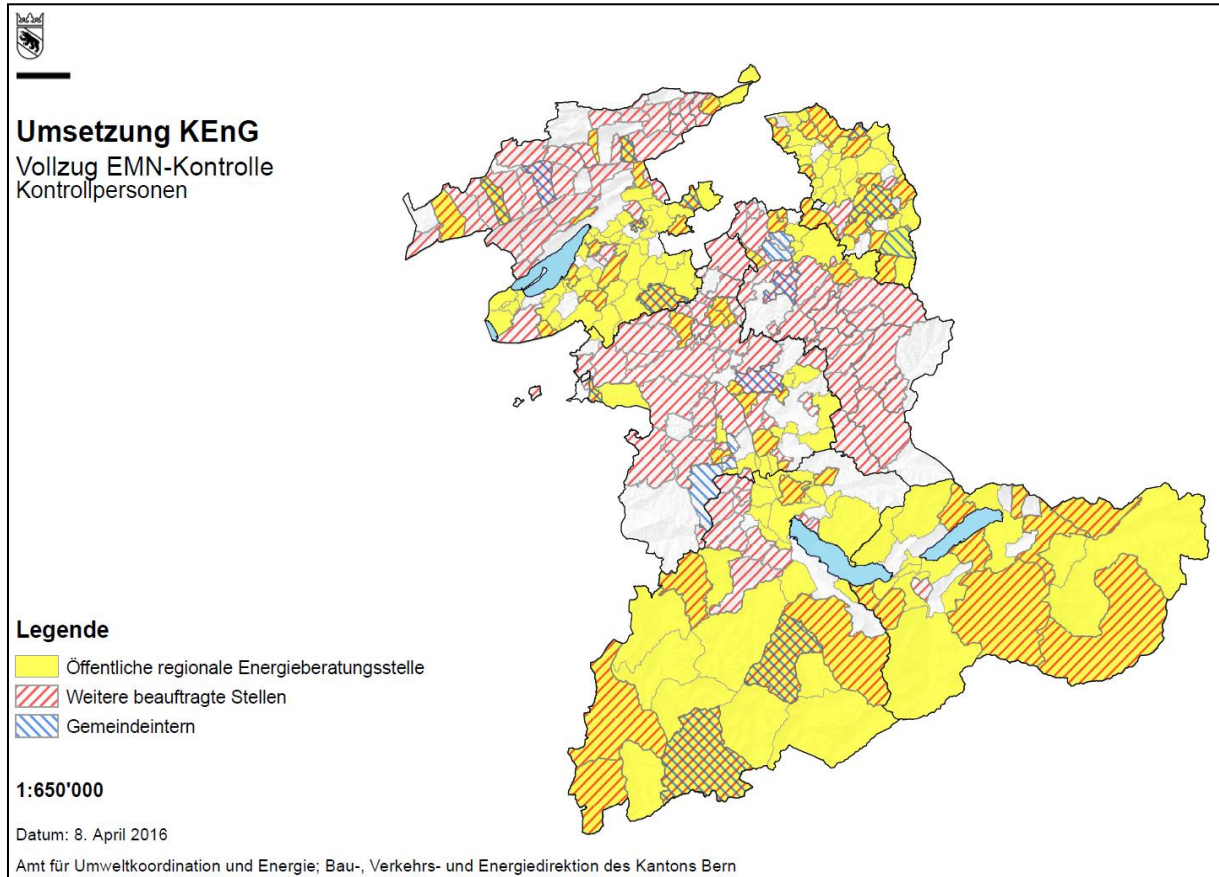 Umsetzung KEnG
Vollzug EMN-Kontrolle
Kontrollpersonen
Legende
Öffentliche regionale Energieberatungsstelle
Weitere beauftragte Stellen
Gemeindeintern
1:650'000
Datum: 8. April 2016
Amt für Umweltkoordination und Energie; Bau-, Verkehrs- und Energiedirektion des Kantons Bern